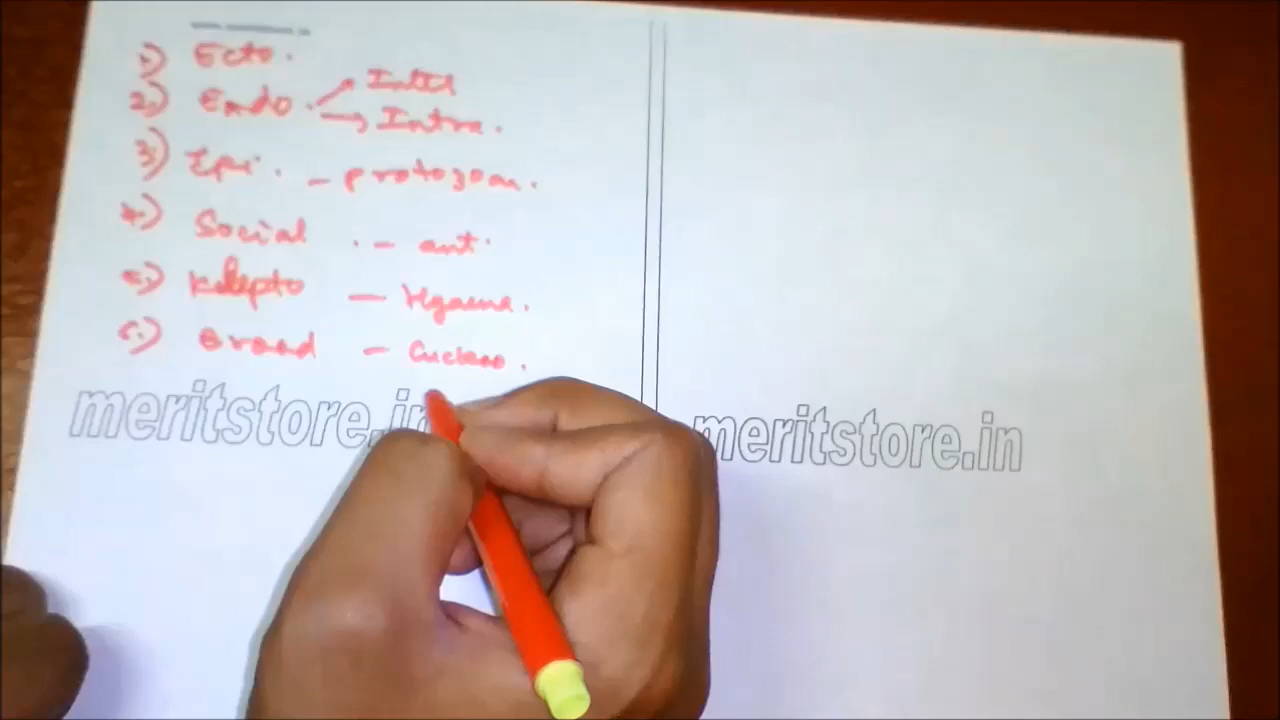 1.) Ecto.
2.) Endo. Inter
Intra.
3.) Epi. - protozoan.
4.) Social. - ant.
5.) Klepto - Hyaena.
6.) Brood - Cuckoo.
meritstore.in meritstore.in